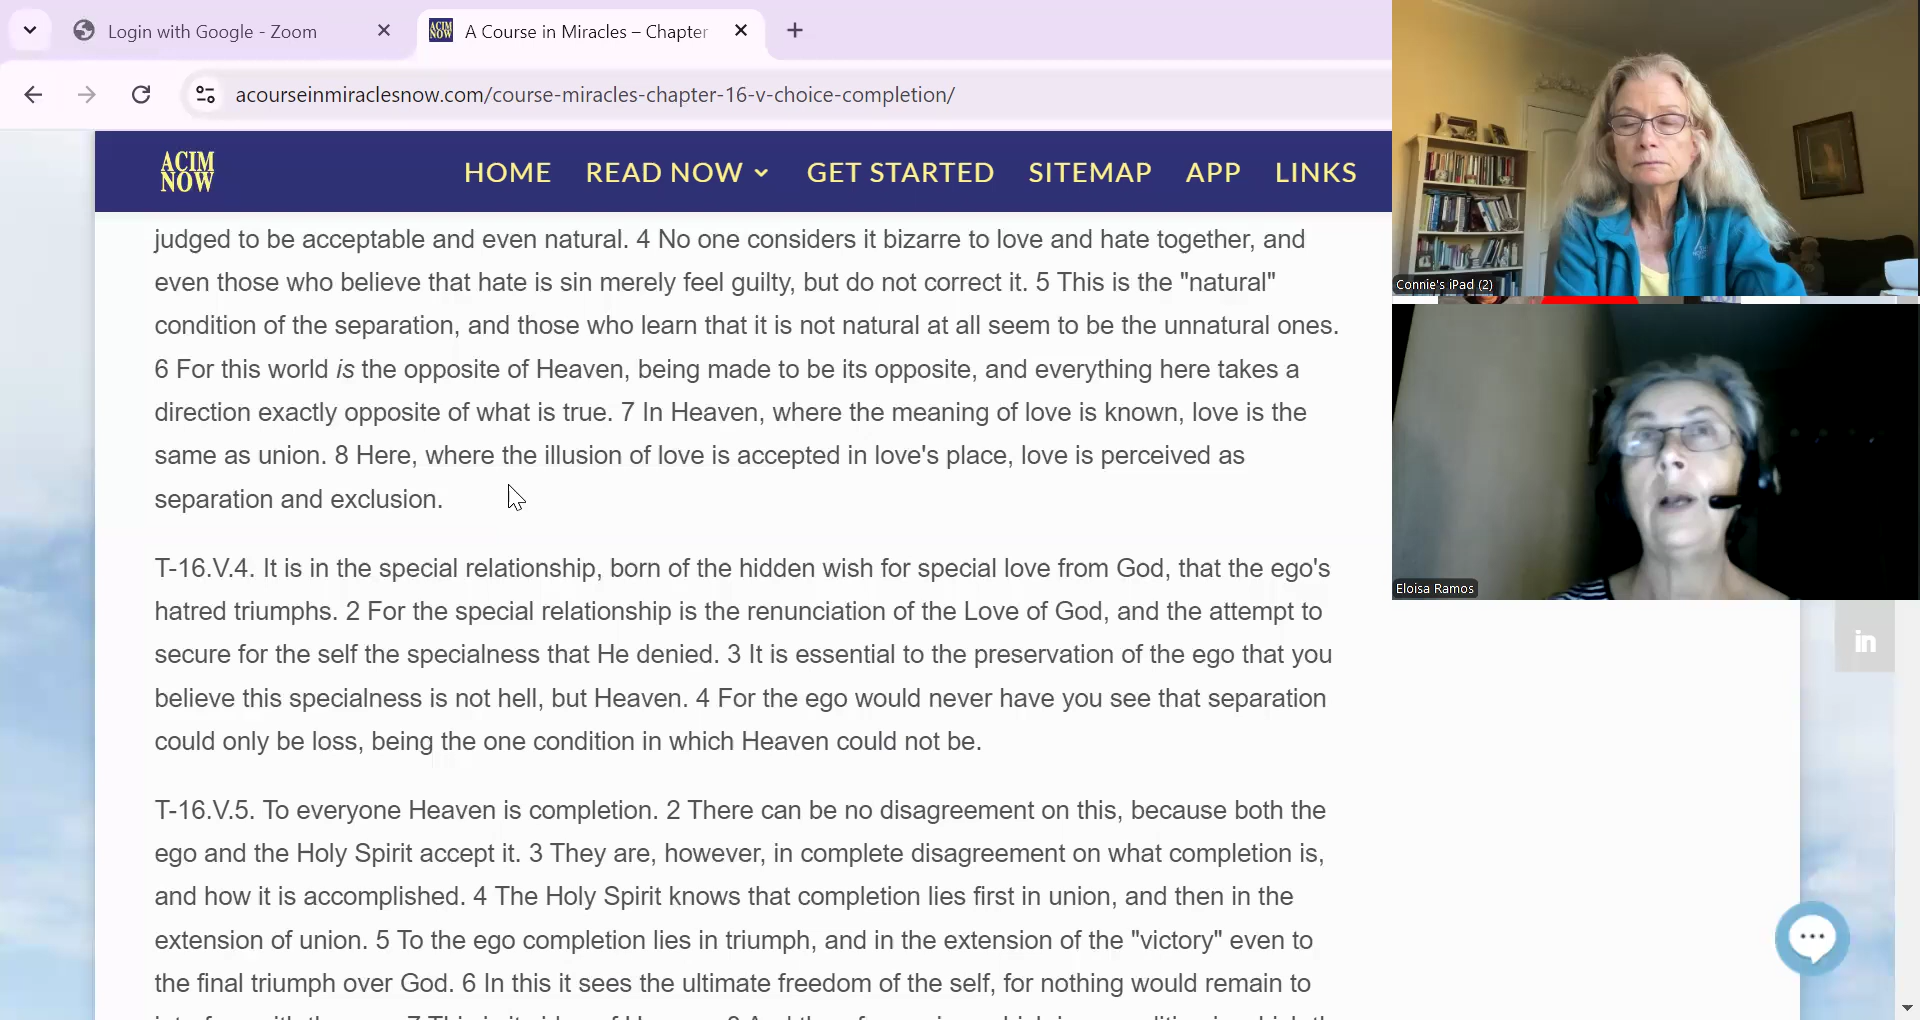 Login with Google - Zoom
ACIM NOW
A Course in Miracles – Chapter
acourseinmiraclesnow.com/course-miracles-chapter-16-v-choice-completion/
ACIM
NOW
HOME READ NOW GET STARTED SITEMAP APP LINKS
judged to be acceptable and even natural. 4 No one considers it bizarre to love and hate together, and
even those who believe that hate is sin merely feel guilty, but do not correct it. 5 This is the "natural"
condition of the separation, and those who learn that it is not natural at all seem to be the unnatural ones.
6 For this world is the opposite of Heaven, being made to be its opposite, and everything here takes a
direction exactly opposite of what is true. 7 In Heaven, where the meaning of love is known, love is the
same as union. 8 Here, where the illusion of love is accepted in love's place, love is perceived as
separation and exclusion.
T-16.V.4. It is in the special relationship, born of the hidden wish for special love from God, that the ego's
hatred triumphs. 2 For the special relationship is the renunciation of the Love of God, and the attempt to
secure for the self the specialness that He denied. 3 It is essential to the preservation of the ego that you
believe this specialness is not hell, but Heaven. 4 For the ego would never have you see that separation
could only be loss, being the one condition in which Heaven could not be.
T-16.V.5. To everyone Heaven is completion. 2 There can be no disagreement on this, because both the
ego and the Holy Spirit accept it. 3 They are, however, in complete disagreement on what completion is,
and how it is accomplished. 4 The Holy Spirit knows that completion lies first in union, and then in the
extension of union. 5 To the ego completion lies in triumph, and in the extension of the "victory" even to
the final triumph over God. 6 In this it sees the ultimate freedom of the self, for nothing would remain to
Connie's iPad (2)
Eloisa Ramos
in